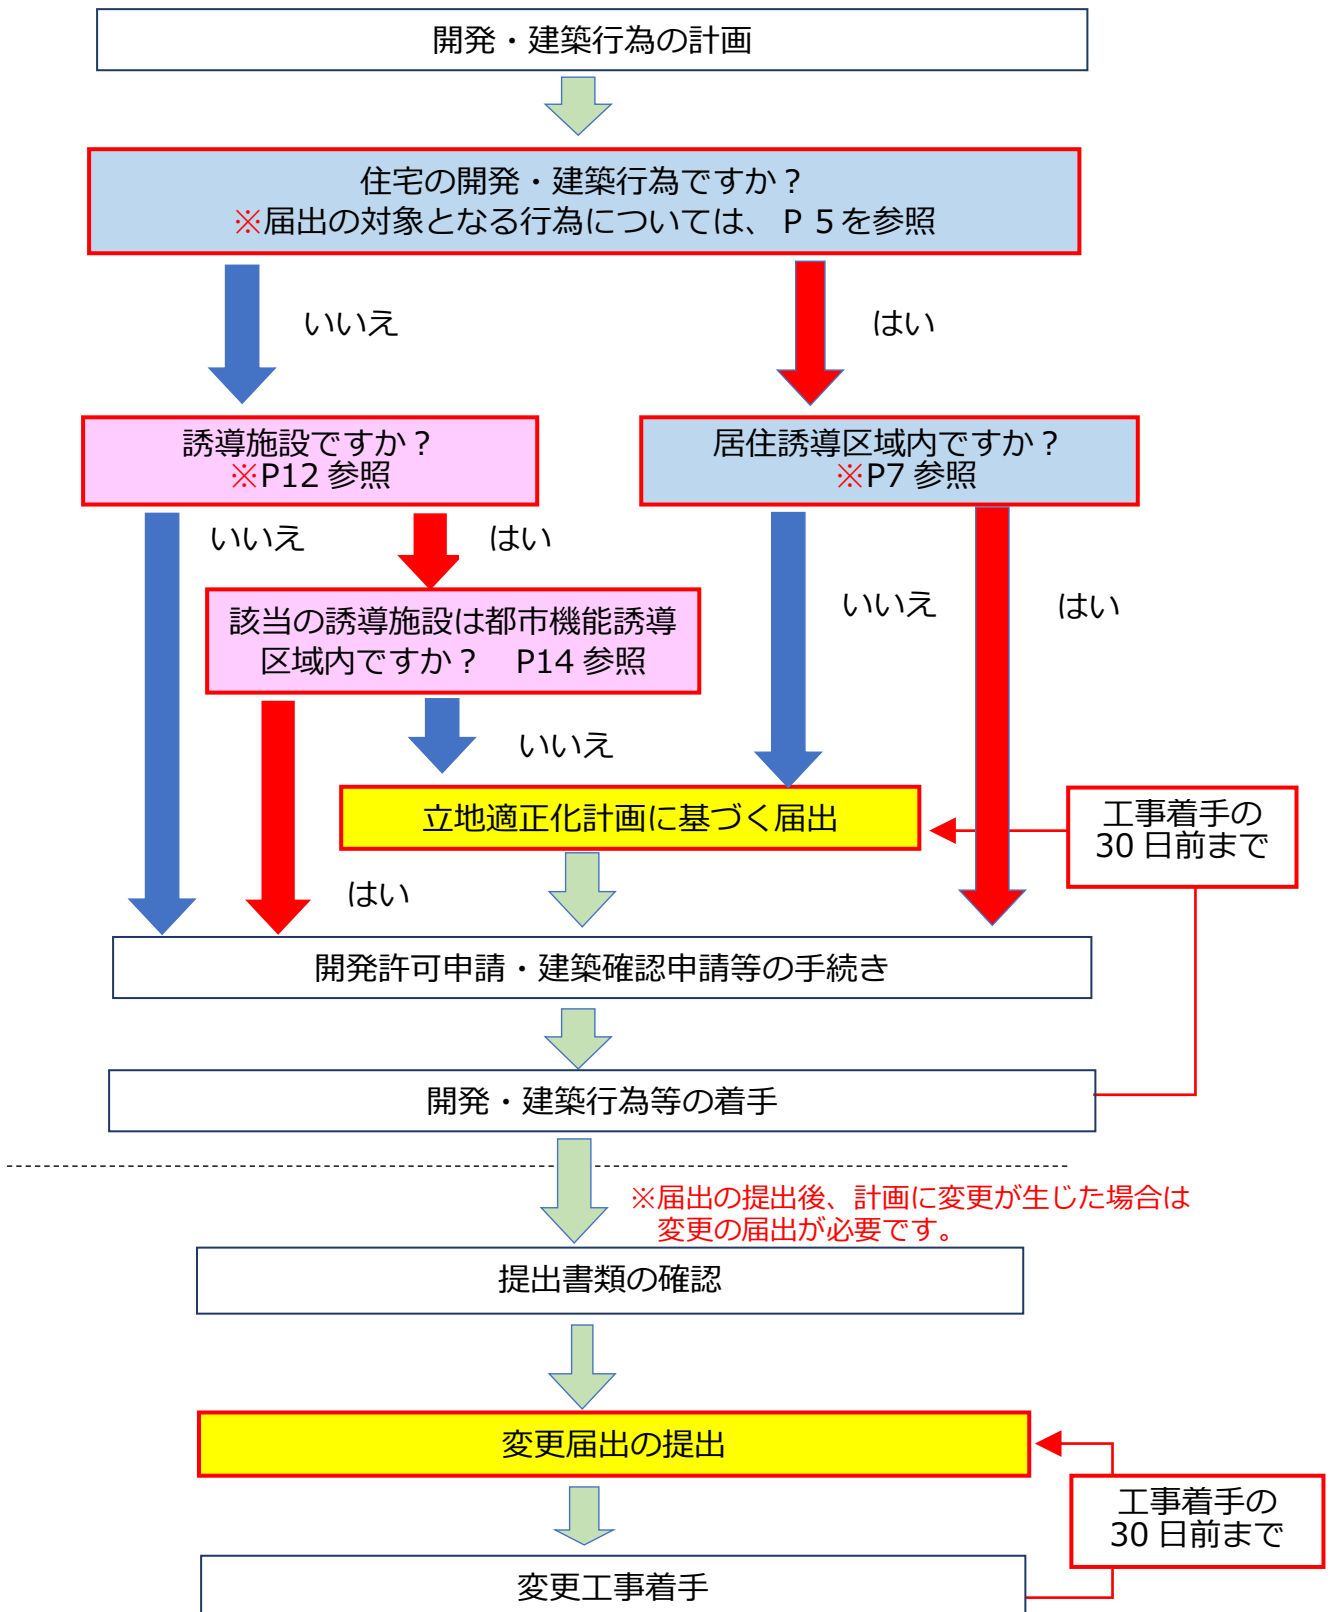 開発・建築行為の計画
住宅の開発・建築行為ですか？
※届出の対象となる行為については、Ｐ５を参照
いいえ
はい
誘導施設ですか？
※P12 参照
居住誘導区域内ですか？
※P7 参照
いいえ
はい
該当の誘導施設は都市機能誘導
区域内ですか？　P14 参照
いいえ
はい
いいえ
立地適正化計画に基づく届出
工事着手の
30 日前まで
はい
開発許可申請・建築確認申請等の手続き
開発・建築行為等の着手
※届出の提出後、計画に変更が生じた場合は
変更の届出が必要です。
提出書類の確認
変更届出の提出
工事着手の
30 日前まで
変更工事着手